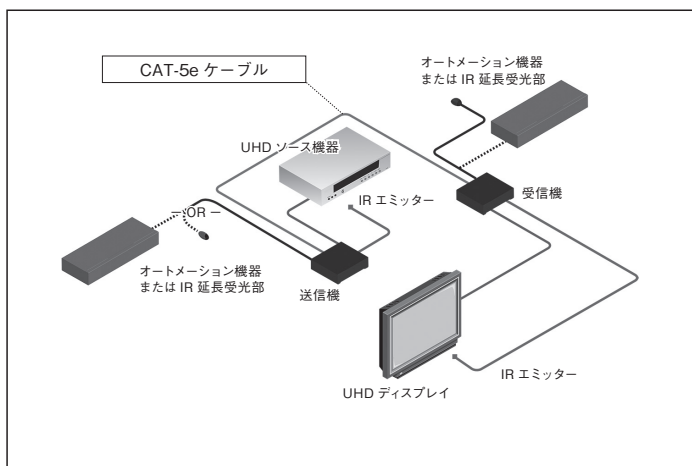 CAT-5e ケーブル
オートメーション機器
または IR 延長受光部
UHD ソース機器
IR エミッター
受信機
— OR —
オートメーション機器
または IR 延長受光部
送信機
IR エミッター
UHD ディスプレイ